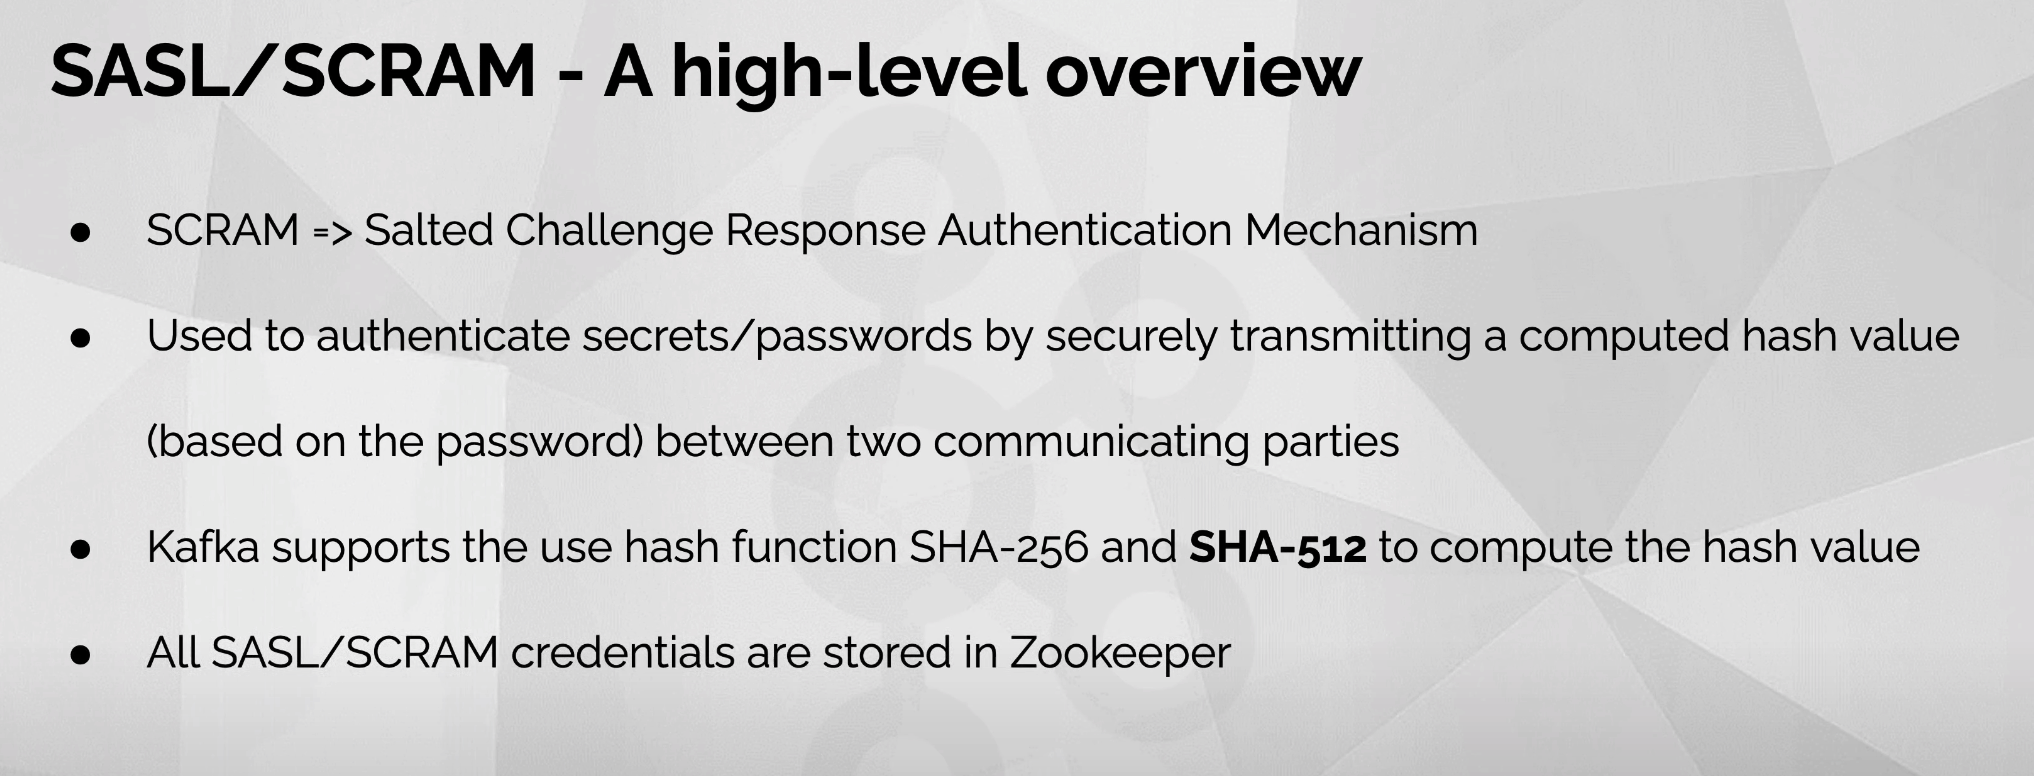 SASL/SCRAM - A high-level overview
● SCRAM => Salted Challenge Response Authentication Mechanism
● Used to authenticate secrets/passwords by securely transmitting a computed hash value
(based on the password) between two communicating parties
● Kafka supports the use hash function SHA-256 and SHA-512 to compute the hash value
● All SASL/SCRAM credentials are stored in Zookeeper